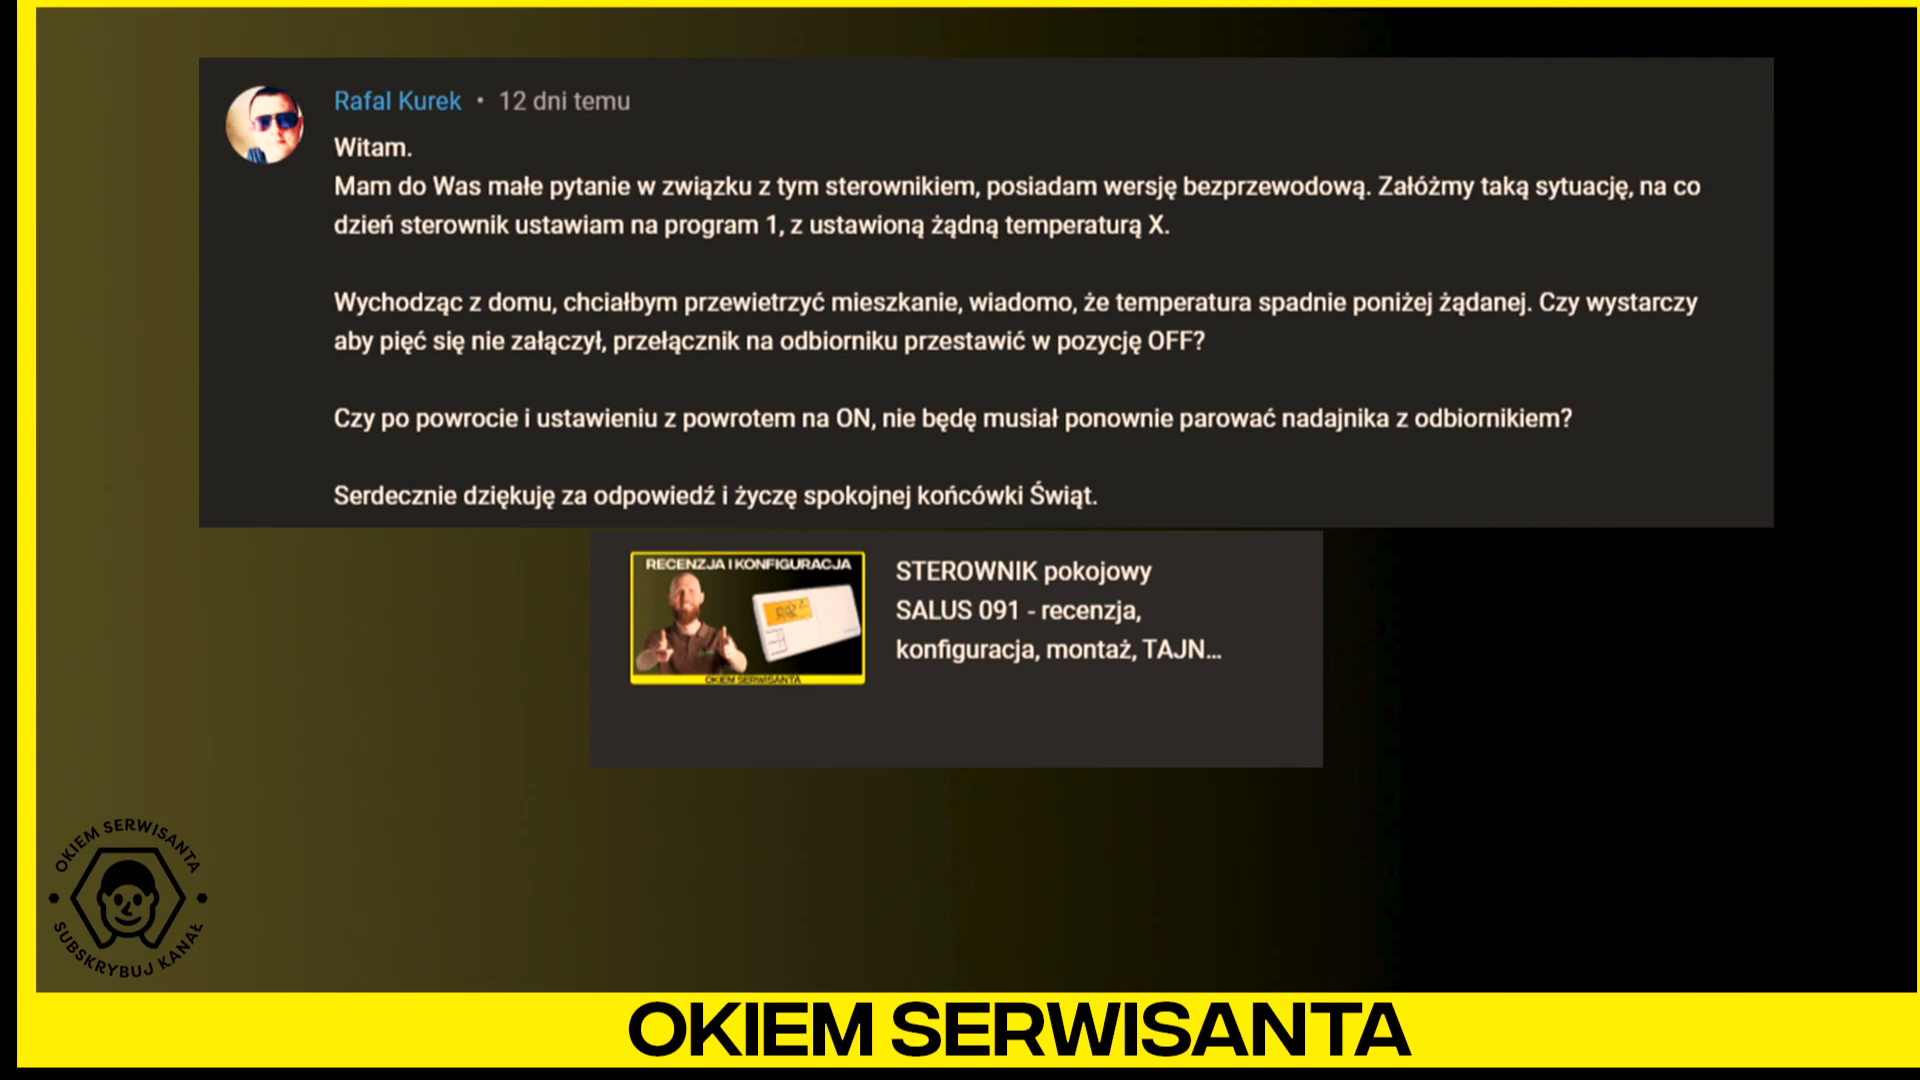 Rafal Kurek • 12 dni temu
Witam.
Mam do Was małe pytanie w związku z tym sterownikiem, posiadam wersję bezprzewodową. Załóżmy taką sytuację, na co
dzień sterownik ustawiam na program 1, z ustawioną żądną temperaturą X.
Wychodząc z domu, chciałbym przewietrzyć mieszkanie, wiadomo, że temperatura spadnie poniżej żądanej. Czy wystarczy
aby pięć się nie załączył, przełącznik na odbiorniku przestawić w pozycję OFF?
Czy po powrocie i ustawieniu z powrotem na ON, nie będę musiał ponownie parować nadajnika z odbiornikiem?
Serdecznie dziękuję za odpowiedź i życzę spokojnej końcówki Świąt.
RECENZJA I KONFIGURACJA
OKIEM SERWISANTA
STEROWNIK pokojowy
SALUS 091 - recenzja,
konfiguracja, montaż, TAJN...
OKIEM SERWISANTA
SUBSKRYBUJ KANAŁ
OKIEM SERWISANTA